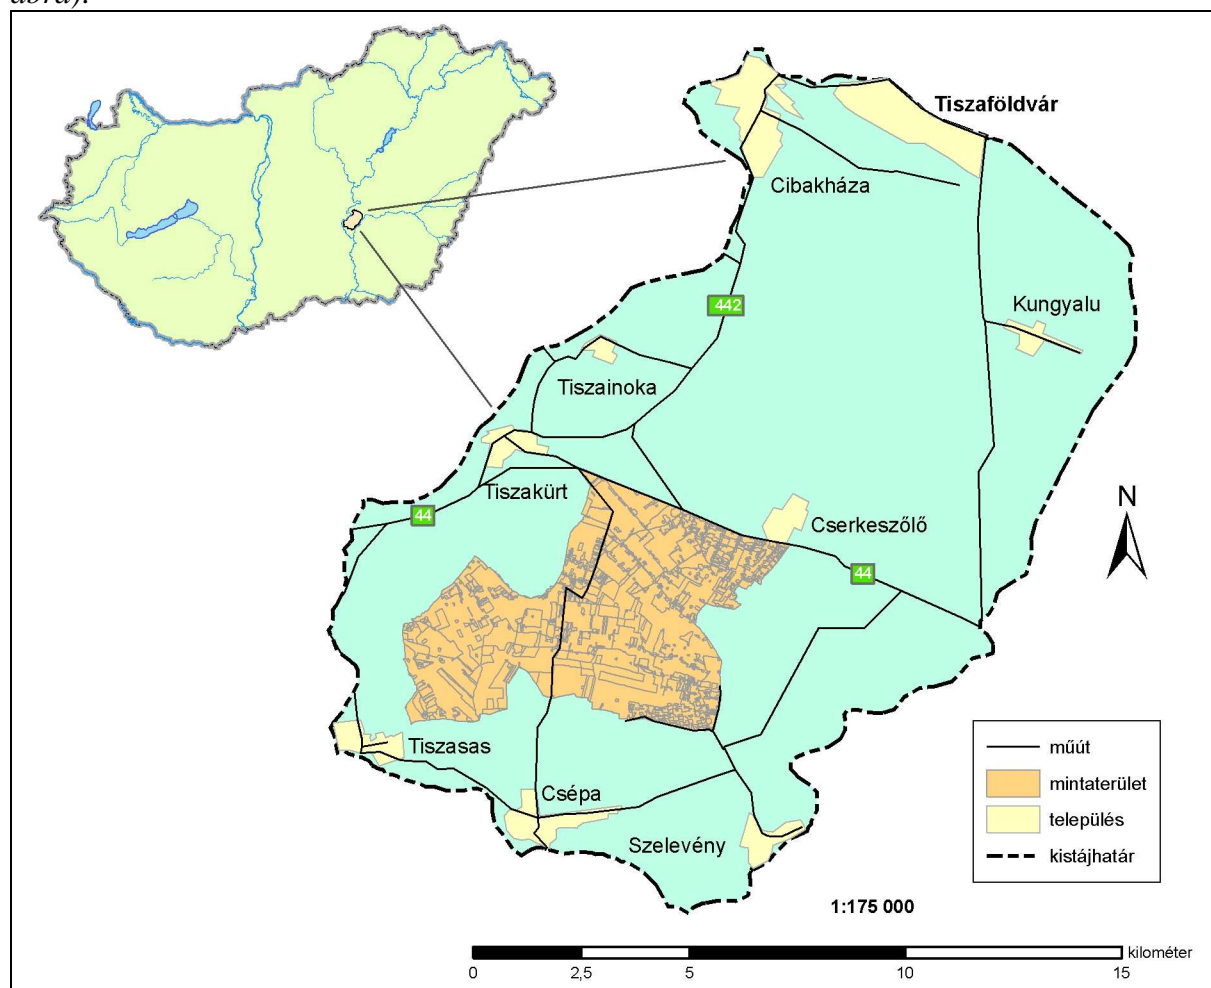 ábra).
Tiszaföldvár
Cibakháza
442
Kungyalu
Tiszainoka
Tiszakürt
44
Cserkeszőlő
44
N
Tiszasas
Csépa
Szelevény
műút
mintaterület
település
kistájhatár
1:175 000
kilométer
0 2,5 5 10 15